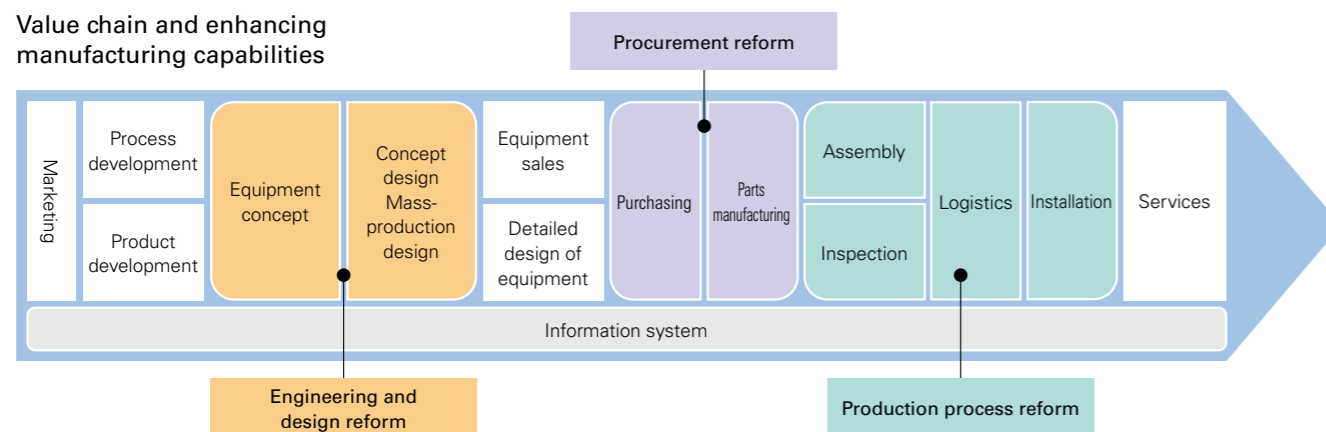 Value chain and enhancing
manufacturing capabilities
Procurement reform
Marketing
Process
development
Product
development
Equipment
concept
Concept
design
Mass-
production
design
Equipment
sales
Detailed
design of
equipment
Purchasing
Parts
manufacturing
Assembly
Inspection
Logistics
Installation
Services
Information system
Engineering and
design reform
Production process reform